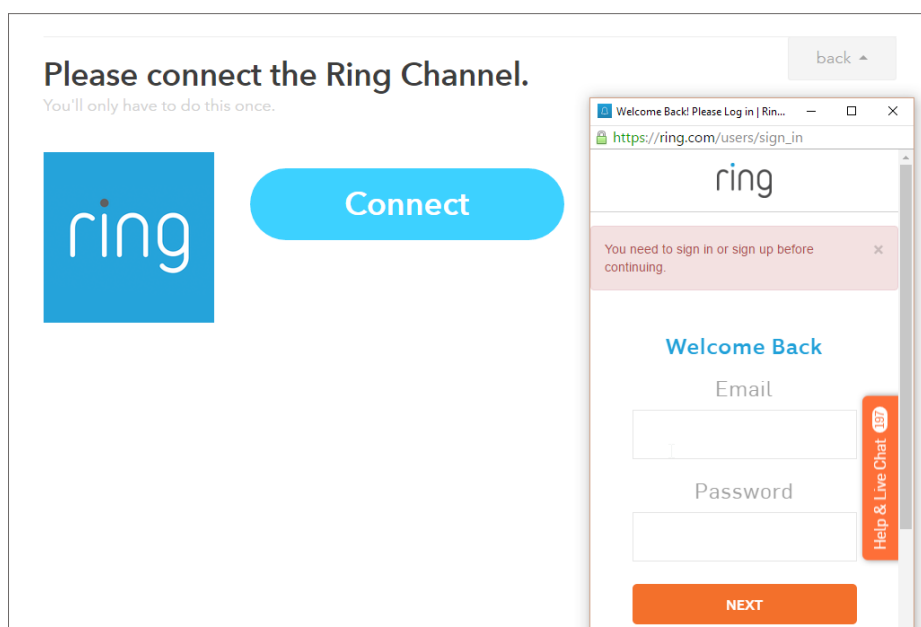 back
Please connect the Ring Channel.
You'll only have to do this once.
ring
Connect
Welcome Back! Please Log in | Rin...
https://ring.com/users/sign_in
ring
You need to sign in or sign up before
continuing.
Welcome Back
Email
Password
Help & Live Chat 197
NEXT